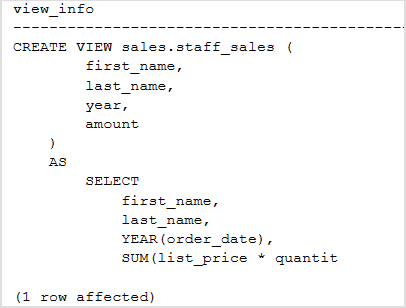 view_info
--------------------------------------------------
CREATE VIEW sales.staff_sales (
first_name,
last_name,
year,
amount
)
AS
SELECT
first_name,
last_name,
YEAR(order_date),
SUM(list_price * quantit
(1 row affected)